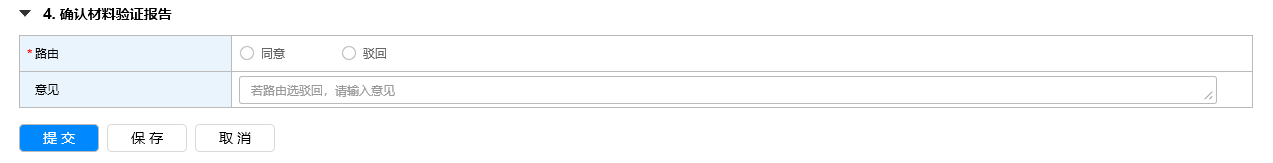 4. 确认材料验证报告
*路由 同意 驳回
意见 若路由选驳回，请输入意见
提交 保存 取消